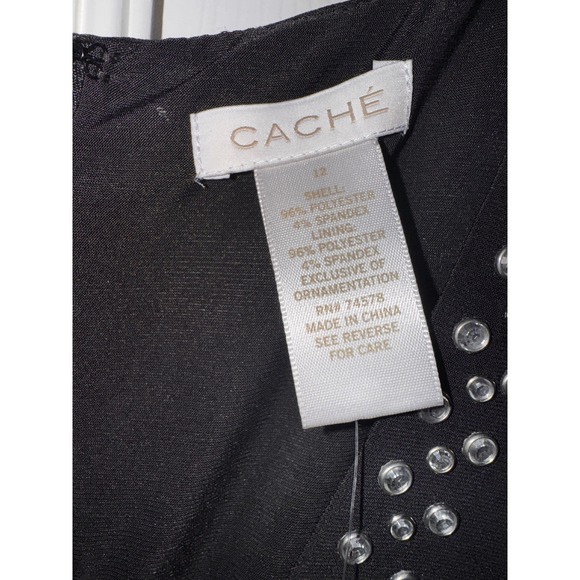 CACHÉ
12
SHELL:
96% POLYESTER
4% SPANDEX
LINING:
96% POLYESTER
4% SPANDEX
EXCLUSIVE OF
ORNAMENTATION
RN# 74578
MADE IN CHINA
SEE REVERSE
FOR CARE